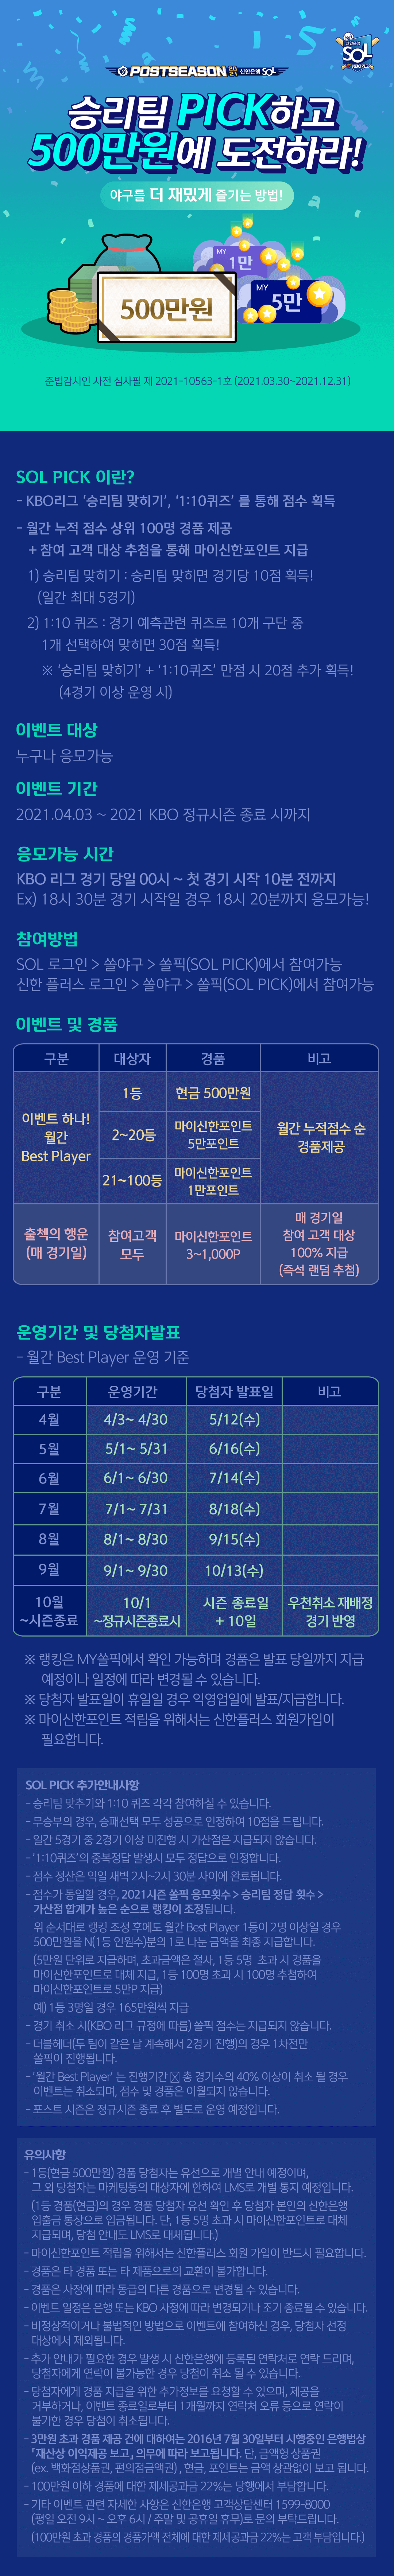 POSTSEASON 2021 신한은행 SOL
신한은행
SOL
KBO리그
승리팀 PICK하고
500만원에 도전하라!
야구를 더 재밌게 즐기는 방법!
MY
1만
MY
5만
500만원
준법감시인 사전 심사필 제 2021-10563-1호 (2021.03.30~2021.12.31)
SOL PICK 이란?
- KBO리그 ‘승리팀 맞히기’, ‘1:10퀴즈’ 를 통해 점수 획득
- 월간 누적 점수 상위 100명 경품 제공
+ 참여 고객 대상 추첨을 통해 마이신한포인트 지급
1) 승리팀 맞히기 : 승리팀 맞히면 경기당 10점 획득!
(일간 최대 5경기)
2) 1:10 퀴즈 : 경기 예측관련 퀴즈로 10개 구단 중
1개 선택하여 맞히면 30점 획득!
※ ‘승리팀 맞히기’ + ‘1:10퀴즈’ 만점 시 20점 추가 획득!
(4경기 이상 운영 시)
이벤트 대상
누구나 응모가능
이벤트 기간
2021.04.03 ~ 2021 KBO 정규시즌 종료 시까지
응모가능 시간
KBO 리그 경기 당일 00시 ~ 첫 경기 시작 10분 전까지
Ex) 18시 30분 경기 시작일 경우 18시 20분까지 응모가능!
참여방법
SOL 로그인 > 쏠야구 > 쏠픽(SOL PICK)에서 참여가능
신한 플러스 로그인 > 쏠야구 > 쏠픽(SOL PICK)에서 참여가능
이벤트 및 경품
구분 대상자 경품 비고
이벤트 하나!
월간
Best Player
1등 현금 500만원
2~20등 마이신한포인트
5만포인트
21~100등 마이신한포인트
1만포인트
월간 누적점수 순
경품제공
출첵의 행운
(매 경기일)
참여고객
모두
마이신한포인트
3~1,000P
매 경기일
참여 고객 대상
100% 지급
(즉석 랜덤 추첨)
운영기간 및 당첨자발표
- 월간 Best Player 운영 기준
구분 운영기간 당첨자 발표일 비고
4월 4/3~ 4/30 5/12(수)
5월 5/1~ 5/31 6/16(수)
6월 6/1~ 6/30 7/14(수)
7월 7/1~ 7/31 8/18(수)
8월 8/1~ 8/30 9/15(수)
9월 9/1~ 9/30 10/13(수)
10월
~시즌종료
10/1
~정규시즌종료시
시즌 종료일
+ 10일
우천취소 재배정
경기 반영
※ 랭킹은 MY쏠픽에서 확인 가능하며 경품은 발표 당일까지 지급
예정이나 일정에 따라 변경될 수 있습니다.
※ 당첨자 발표일이 휴일일 경우 익영업일에 발표/지급합니다.
※ 마이신한포인트 적립을 위해서는 신한플러스 회원가입이
필요합니다.
SOL PICK 추가안내사항
- 승리팀 맞추기와 1:10 퀴즈 각각 참여하실 수 있습니다.
- 무승부의 경우, 승패선택 모두 성공으로 인정하여 10점을 드립니다.
- 일간 5경기 중 2경기 이상 미진행 시 가산점은 지급되지 않습니다.
- ‘1:10퀴즈’의 중복정답 발생시 모두 정답으로 인정합니다.
- 점수 정산은 익일 새벽 2시~2시 30분 사이에 완료됩니다.
- 점수가 동일할 경우, 2021시즌 쏠픽 응모횟수 > 승리팀 정답 횟수 >
가산점 합계가 높은 순으로 랭킹이 조정됩니다.
위 순서대로 랭킹 조정 후에도 월간 Best Player 1등이 2명 이상일 경우
500만원을 N(1등 인원수)분의 1로 나눈 금액을 최종 지급합니다.
(5만원 단위로 지급하며, 초과금액은 절사, 1등 5명 초과 시 경품을
마이신한포인트로 대체 지급, 1등 100명 초과 시 100명 추첨하여
마이신한포인트로 5만P 지급)
예) 1등 3명일 경우 165만원씩 지급
- 경기 취소 시(KBO 리그 규정에 따름) 쏠픽 점수는 지급되지 않습니다.
- 더블헤더(두 팀이 같은 날 계속해서 2경기 진행)의 경우 1차전만
쏠픽이 진행됩니다.
- ‘월간 Best Player’ 는 진행기간 총 경기수의 40% 이상이 취소 될 경우
이벤트는 취소되며, 점수 및 경품은 이월되지 않습니다.
- 포스트 시즌은 정규시즌 종료 후 별도로 운영 예정입니다.
유의사항
- 1등(현금 500만원) 경품 당첨자는 유선으로 개별 안내 예정이며,
그 외 당첨자는 마케팅동의 대상자에 한하여 LMS로 개별 통지 예정입니다.
(1등 경품(현금)의 경우 경품 당첨자 유선 확인 후 당첨자 본인의 신한은행
입출금 통장으로 입금됩니다. 단, 1등 5명 초과 시 마이신한포인트로 대체
지급되며, 당첨 안내도 LMS로 대체됩니다.)
- 마이신한포인트 적립을 위해서는 신한플러스 회원 가입이 반드시 필요합니다.
- 경품은 타 경품 또는 타 제품으로의 교환이 불가합니다.
- 경품은 사정에 따라 동급의 다른 경품으로 변경될 수 있습니다.
- 이벤트 일정은 은행 또는 KBO 사정에 따라 변경되거나 조기 종료될 수 있습니다.
- 비정상적이거나 불법적인 방법으로 이벤트에 참여하신 경우, 당첨자 선정
대상에서 제외됩니다.
- 추가 안내가 필요한 경우 발생 시 신한은행에 등록된 연락처로 연락 드리며,
당첨자에게 연락이 불가능한 경우 당첨이 취소 될 수 있습니다.
- 당첨자에게 경품 지급을 위한 추가정보를 요청할 수 있으며, 제공을
거부하거나, 이벤트 종료일로부터 1개월까지 연락처 오류 등으로 연락이
불가한 경우 당첨이 취소됩니다.
- 3만원 초과 경품 제공 건에 대하여는 2016년 7월 30일부터 시행중인 은행법상
「재산상 이익제공 보고」 의무에 따라 보고됩니다. 단, 금액형 상품권
(ex. 백화점상품권, 편의점금액권) , 현금, 포인트는 금액 상관없이 보고 됩니다.
- 100만원 이하 경품에 대한 제세공과금 22%는 당행에서 부담합니다.
- 기타 이벤트 관련 자세한 사항은 신한은행 고객상담센터 1599-8000
(평일 오전 9시 ~ 오후 6시 / 주말 및 공휴일 휴무)로 문의 부탁드립니다.
(100만원 초과 경품의 경품가액 전체에 대한 제세공과금 22%는 고객 부담입니다.)